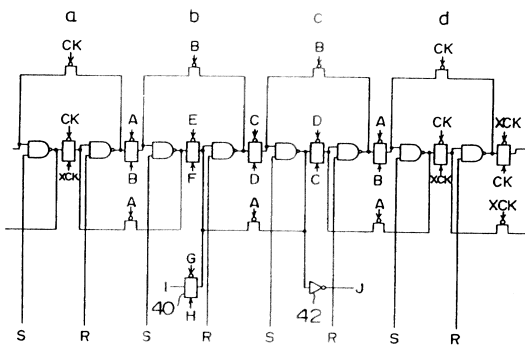 a b c d
CK B B CK
CK A E C D A CK XCK
XCK B F D C B XCK CK
A A A XCK
G
I J
40 H 42
S R S R S R S R